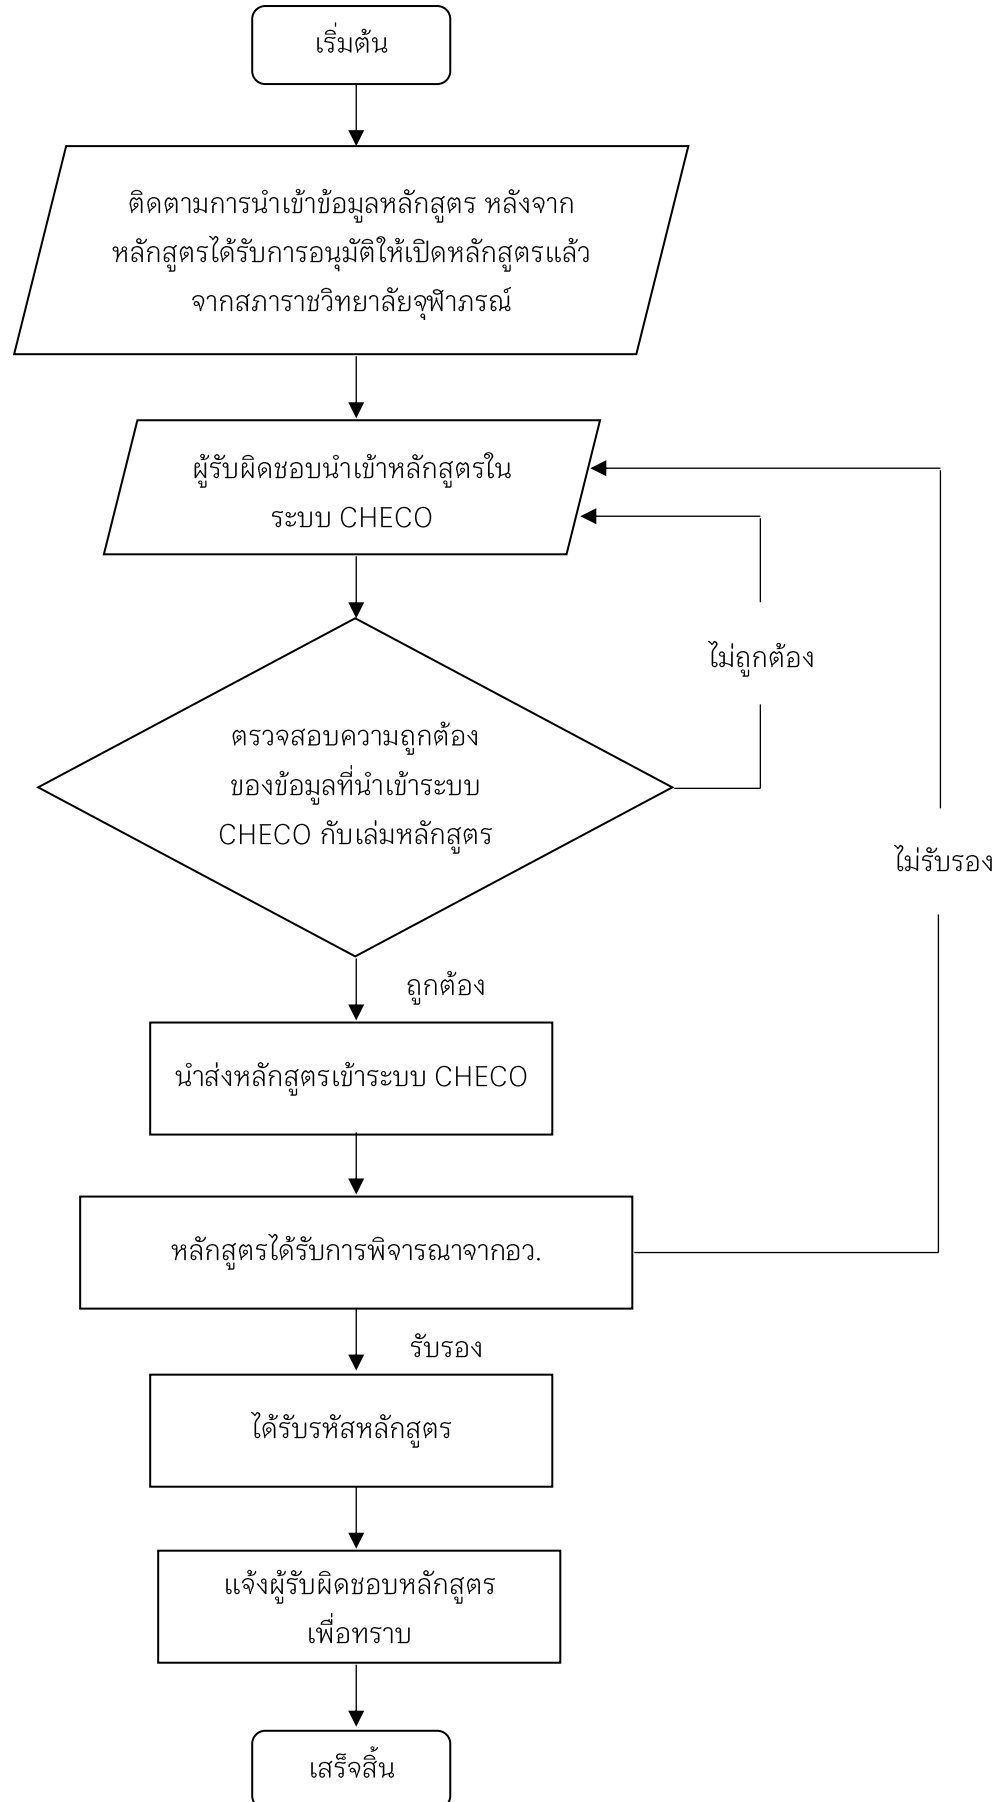 เริ่มต้น
ติดตามการนำเข้าข้อมูลหลักสูตร หลังจาก
หลักสูตรได้รับการอนุมัติให้เปิดหลักสูตรแล้ว
จากสภาราชวิทยาลัยจุฬาภรณ์
ผู้รับผิดชอบนำเข้าหลักสูตรใน
ระบบ CHECO
ไม่ถูกต้อง
ตรวจสอบความถูกต้อง
ของข้อมูลที่นำเข้าระบบ
CHECO กับเล่มหลักสูตร
ไม่รับรอง
ถูกต้อง
นำส่งหลักสูตรเข้าระบบ CHECO
หลักสูตรได้รับการพิจารณาจากอว.
รับรอง
ได้รับรหัสหลักสูตร
แจ้งผู้รับผิดชอบหลักสูตร
เพื่อทราบ
เสร็จสิ้น